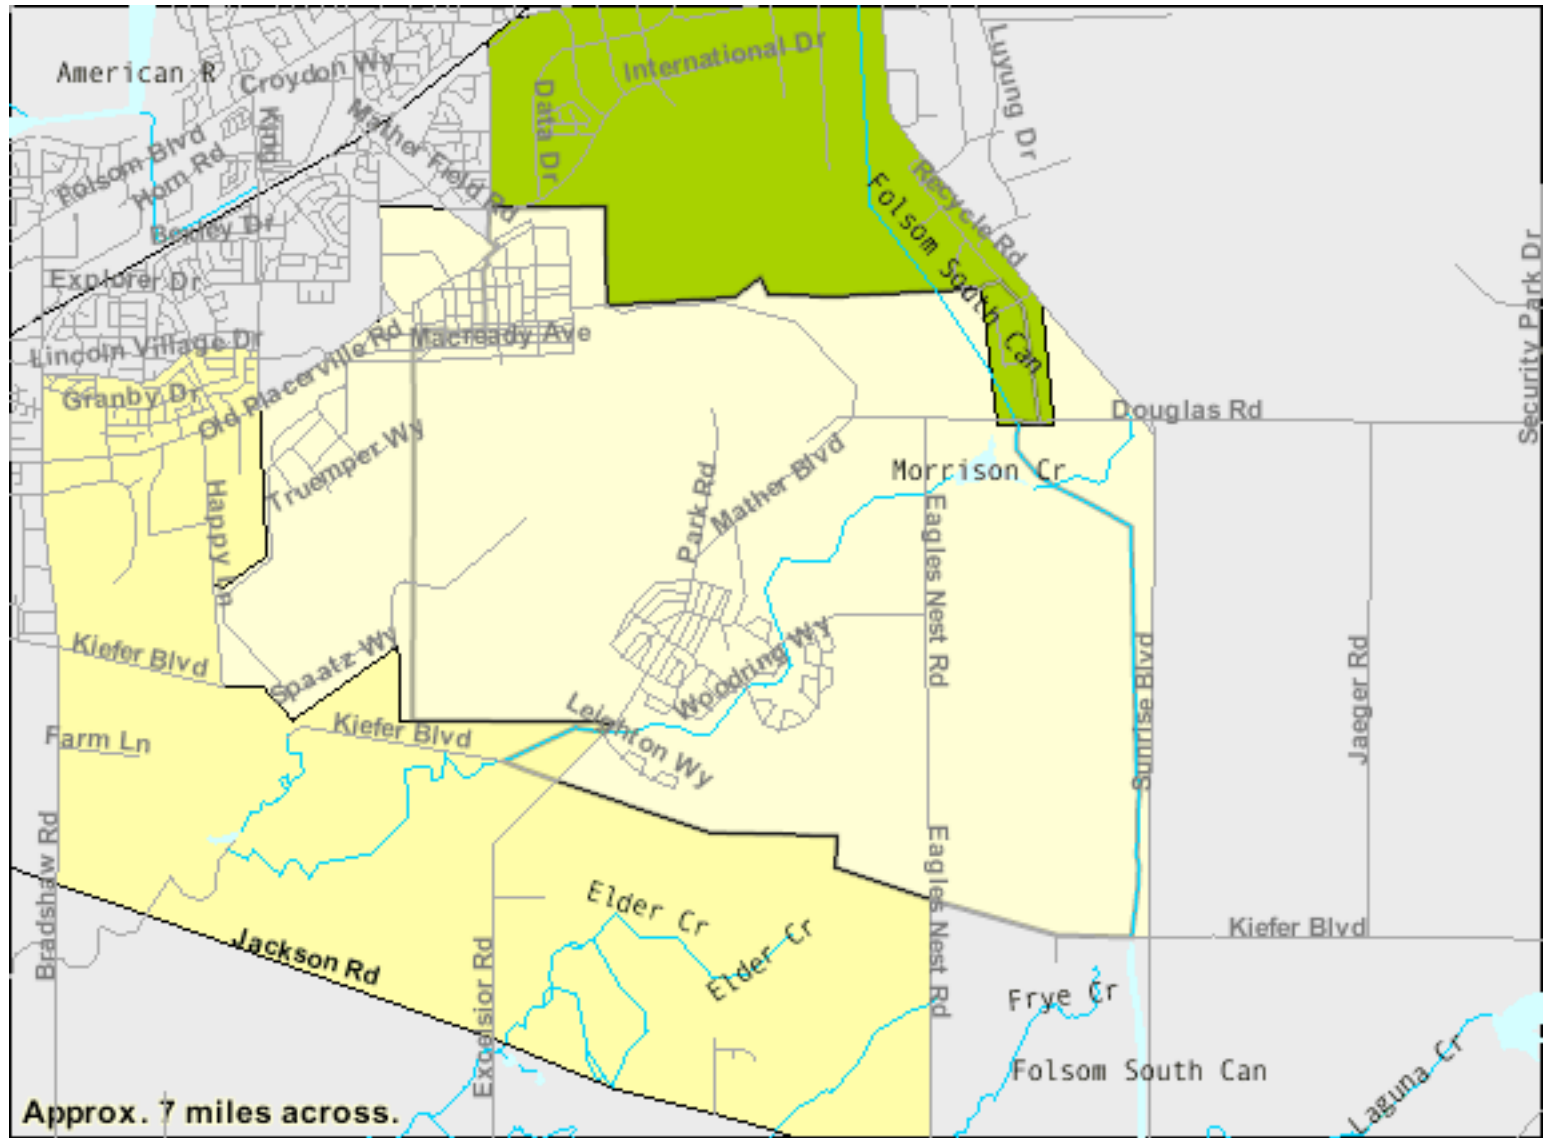 American R
Croydon Wy
International Dr
Luyung Dr
Mather Field Rd
Data Dr
King
Folsom Blvd
Horn Rd
Recycle Rd
Folsom South Can
Bexley Dr
Explorer Dr
Security Park Dr
Lincoln Village Dr
Macready Ave
Old Placerville Rd
Granby Dr
Douglas Rd
Truemper Wy
Morrison Cr
Mather Blvd
Park Rd
Happy Ln
Eagles Nest Rd
Kiefer Blvd
Spaatz Wy
Woodring Wy
Sunrise Blvd
Jaeger Rd
Leighton Wy
Kiefer Blvd
Farm Ln
Bradshaw Rd
Elder Cr
Eagles Nest Rd
Kiefer Blvd
Jackson Rd
Elder Cr
Excelsior Rd
Frye Cr
Folsom South Can
Laguna Cr
Approx. 7 miles across.